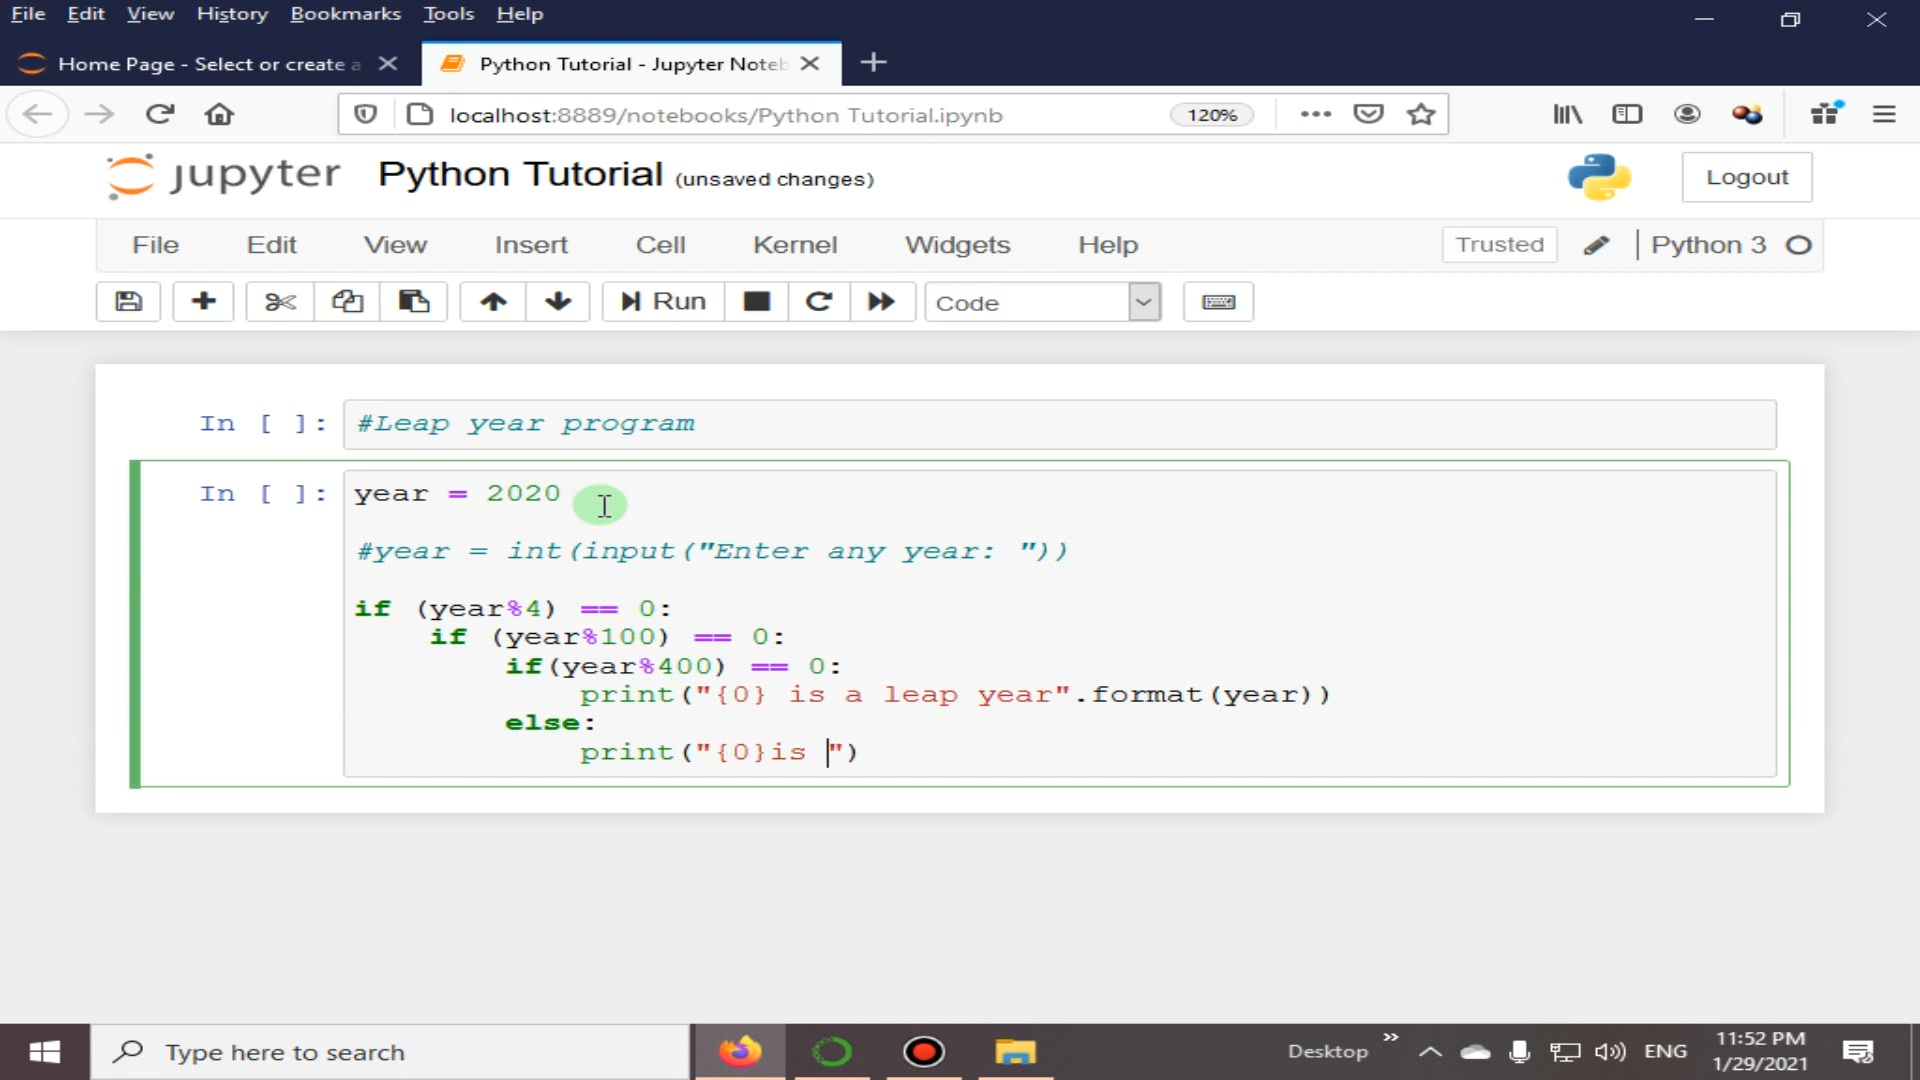 File Edit View History Bookmarks Tools Help
Home Page - Select or create a
Python Tutorial - Jupyter Noteb
localhost:8889/notebooks/Python Tutorial.ipynb 120%
jupyter Python Tutorial (unsaved changes) Logout
File Edit View Insert Cell Kernel Widgets Help Trusted Python 3
Run Code
In [ ]: #Leap year program
In [ ]: year = 2020
#year = int(input("Enter any year: "))
if (year%4) == 0:
if (year%100) == 0:
if(year%400) == 0:
print("{0} is a leap year".format(year))
else:
print("{0}is ")
Type here to search
Desktop
ENG
11:52 PM
1/29/2021